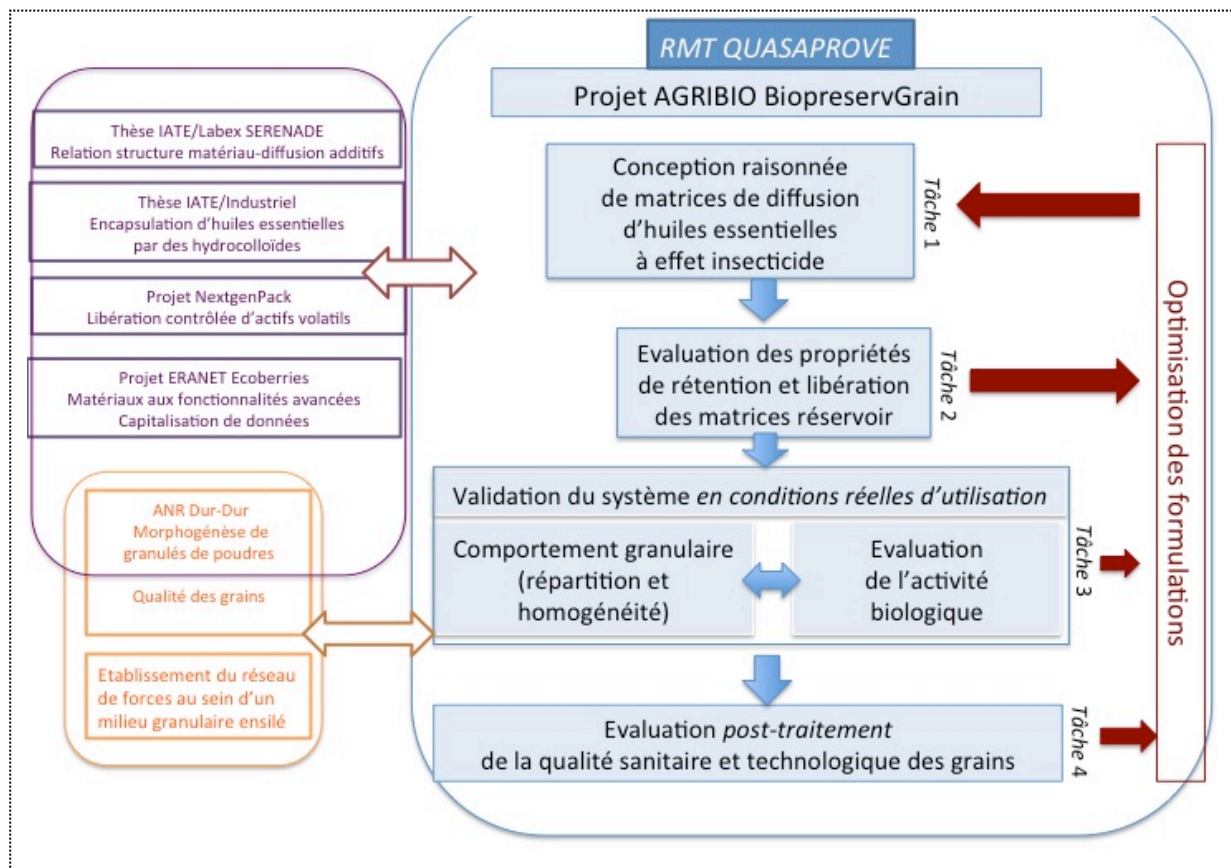 RMT QUASAPROVE
Projet AGRIBIO BiopreservGrain
Thèse IATE/Labex SERENADE
Relation structure matériau-diffusion additifs
Thèse IATE/Industriel
Encapsulation d'huiles essentielles
par des hydrocolloïdes
Projet NextgenPack
Libération contrôlée d'actifs volatils
Projet ERANET Ecoberries
Matériaux aux fonctionnalités avancées
Capitalisation de données
ANR Dur-Dur
Morphogénèse de
granulés de poudres
Qualité des grains
Etablissement du réseau
de forces au sein d'un
milieu granulaire ensilé
Conception raisonnée
de matrices de diffusion
d'huiles essentielles
à effet insecticide
Tâche 1
Evaluation des propriétés
de rétention et libération
des matrices réservoir
Tâche 2
Validation du système en conditions réelles d'utilisation
Comportement granulaire
(répartition et
homogénéité)
Evaluation
de l'activité
biologique
Tâche 3
Evaluation post-traitement
de la qualité sanitaire et technologique des grains
Tâche 4
Optimisation des formulations